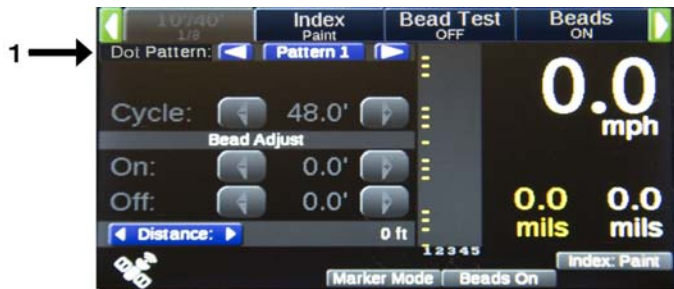 10'/40' Index Bead Test Beads
1/8 Paint OFF ON
1 Dot Pattern: Pattern 1
Cycle: 48.0' 0.0
mph
Bead Adjust
On: 0.0'
Off: 0.0' 0.0 0.0
mils mils
Distance: 0 ft
12345
Index: Paint
Marker Mode Beads On